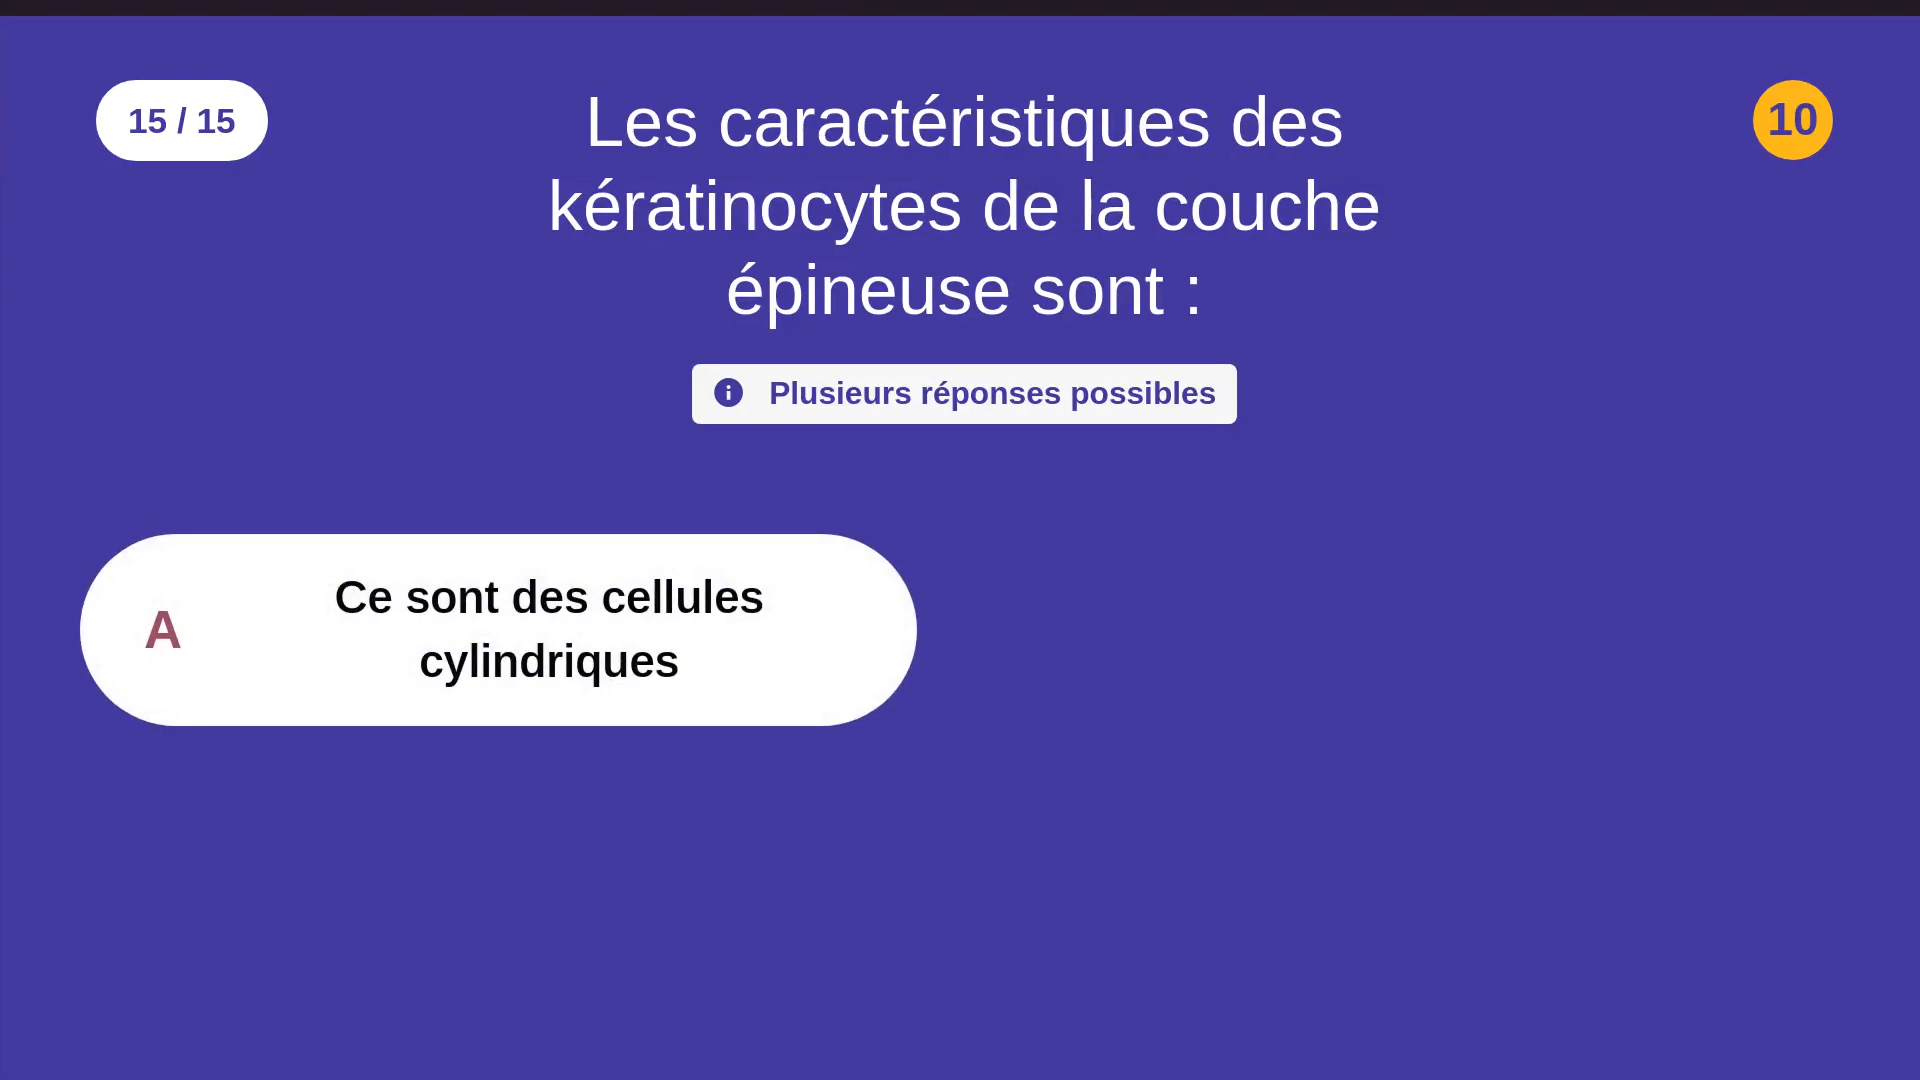 15 / 15
Les caractéristiques des
kératinocytes de la couche
épineuse sont :
10
Plusieurs réponses possibles
A
Ce sont des cellules
cylindriques